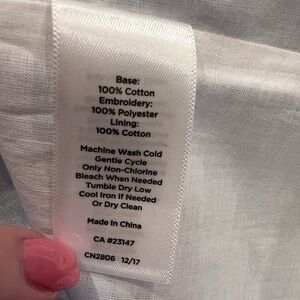 Base:
100% Cotton
Embroidery:
100% Polyester
Lining:
100% Cotton
Machine Wash Cold
Gentle Cycle
Only Non-Chlorine
Bleach When Needed
Tumble Dry Low
Cool Iron If Needed
Or Dry Clean
Made In China
CA #23147
CN2806 12/17